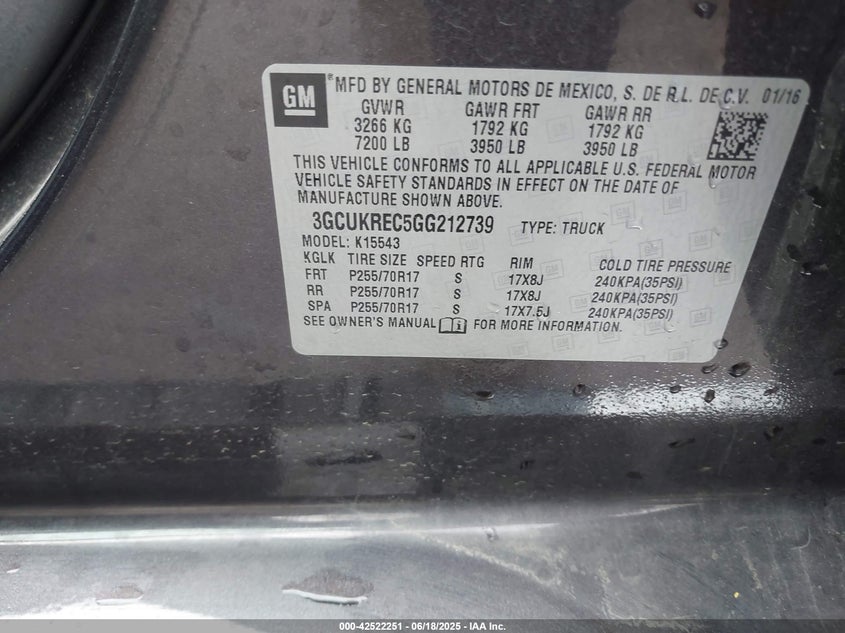 GM
MFD BY GENERAL MOTORS DE MEXICO, S. DE R.L. DE C.V. 01/16
GVWR GAWR FRT GAWR RR
3266 KG 1792 KG 1792 KG
7200 LB 3950 LB 3950 LB
THIS VEHICLE CONFORMS TO ALL APPLICABLE U.S. FEDERAL MOTOR
VEHICLE SAFETY STANDARDS IN EFFECT ON THE DATE OF
MANUFACTURE SHOWN ABOVE.
3GCUKREC5GG212739 TYPE: TRUCK
MODEL: K15543
KGLK TIRE SIZE SPEED RTG RIM COLD TIRE PRESSURE
FRT P255/70R17 S 17X8J 240KPA(35PSI)
RR P255/70R17 S 17X8J 240KPA(35PSI)
SPA P255/70R17 S 17X7.5J 240KPA(35PSI)
SEE OWNER'S MANUAL FOR MORE INFORMATION.
000-42522251 - 06/18/2025 - IAA Inc.